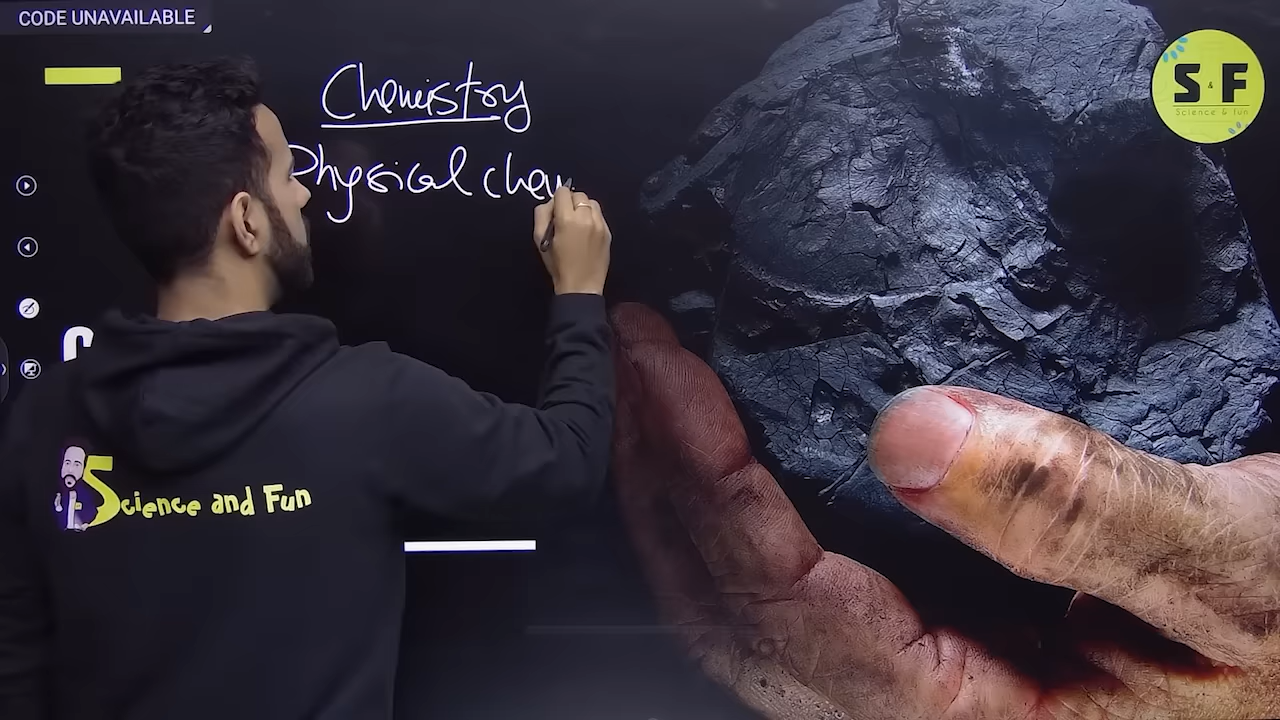 CODE UNAVAILABLE
Chemistry
Physical chem
S & F
Science & fun
Science and Fun